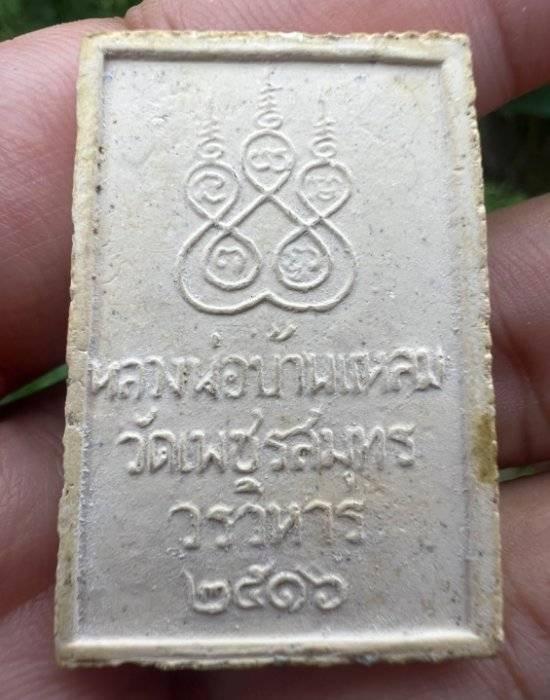 หลวงพ่อบ้านแหลม
วัดเพชรสมุทร
วรวิหาร
๒๕๑๖